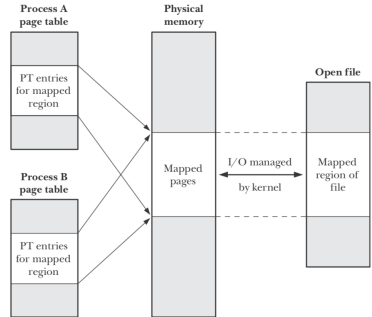 Process A
page table
PT entries
for mapped
region
Process B
page table
PT entries
for mapped
region
Physical
memory
Mapped
pages
I/O managed
by kernel
Open file
Mapped
region of
file